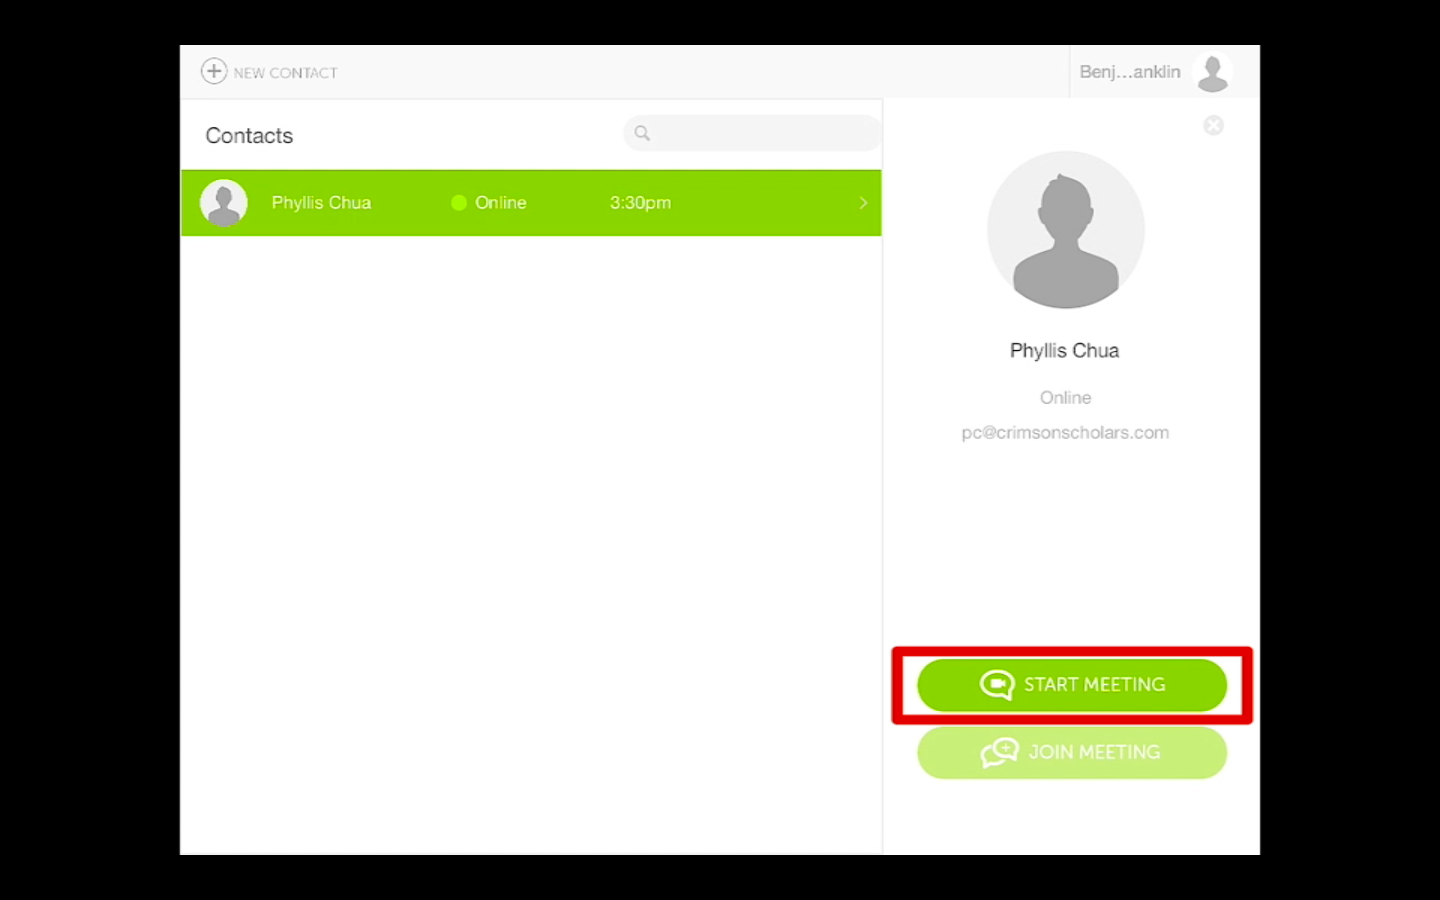 NEW CONTACT
Benj...anklin
Contacts
Phyllis Chua Online 3:30pm
Phyllis Chua
Online
pc@crimsonscholars.com
START MEETING
JOIN MEETING